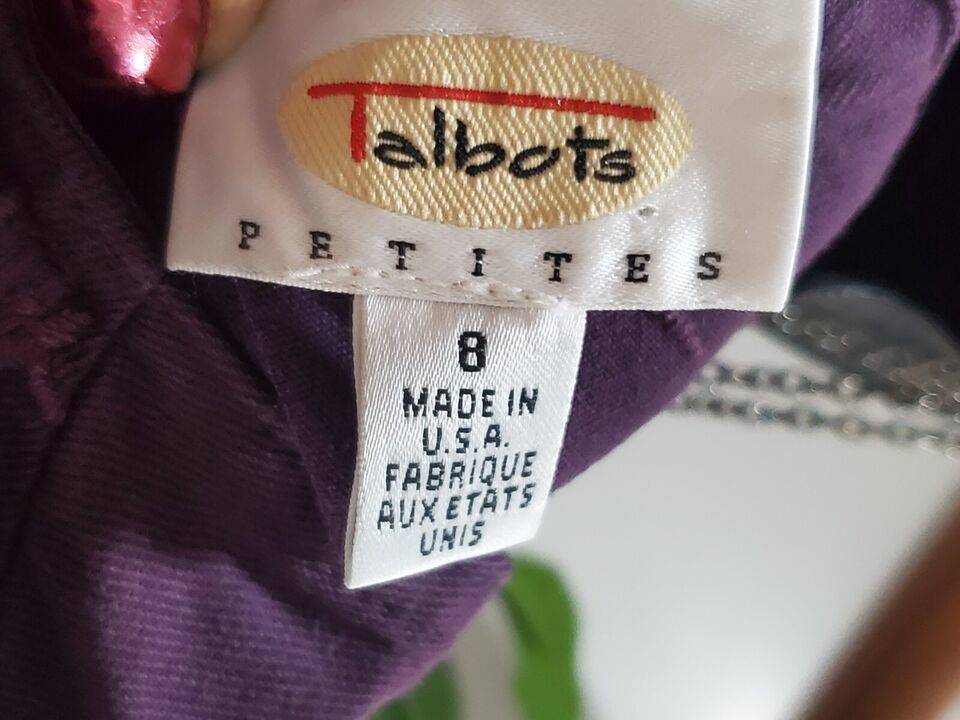 Talbots
PETITES
8
MADE IN
U.S.A.
FABRIQUE
AUX ETATS
UNIS